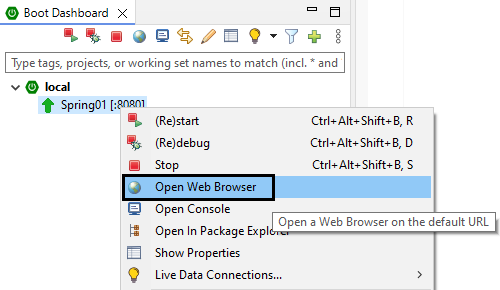 Boot Dashboard
Type tags, projects, or working set names to match (incl. * and
local
Spring01 [:8080]
(Re)start Ctrl+Alt+Shift+B, R
(Re)debug Ctrl+Alt+Shift+B, D
Stop Ctrl+Alt+Shift+B, S
Open Web Browser
Open Console
Open a Web Browser on the default URL
Open In Package Explorer
Show Properties
Live Data Connections...